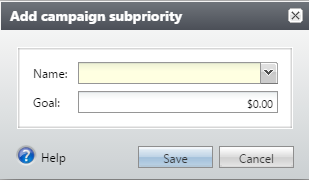 Add campaign subpriority
Name:
Goal: $0.00
Help Save Cancel